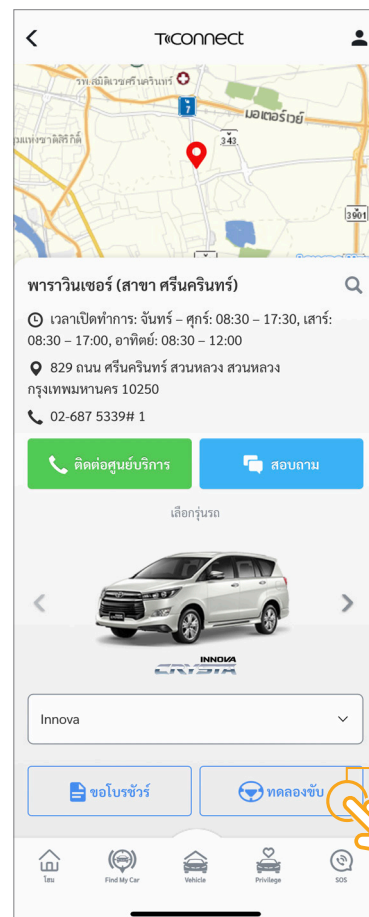 T-CONNECT
รพ.สมิติเวชศรีนครินทร์
7
มอเตอร์เวย์
343
3901
พาราวินเซอร์ (สาขา ศรีนครินทร์)
เวลาเปิดทำการ: จันทร์ – ศุกร์: 08:30 – 17:30, เสาร์:
08:30 – 17:00, อาทิตย์: 08:30 – 12:00
829 ถนน ศรีนครินทร์ สวนหลวง สวนหลวง
กรุงเทพมหานคร 10250
02-687 5339# 1
ติดต่อศูนย์บริการ
สอบถาม
เลือกรุ่นรถ
INNOVA
CRYSTA
Innova
ขอโบรชัวร์
ทดลองขับ
โฮม
Find My Car
Vehicle
Privilege
SOS